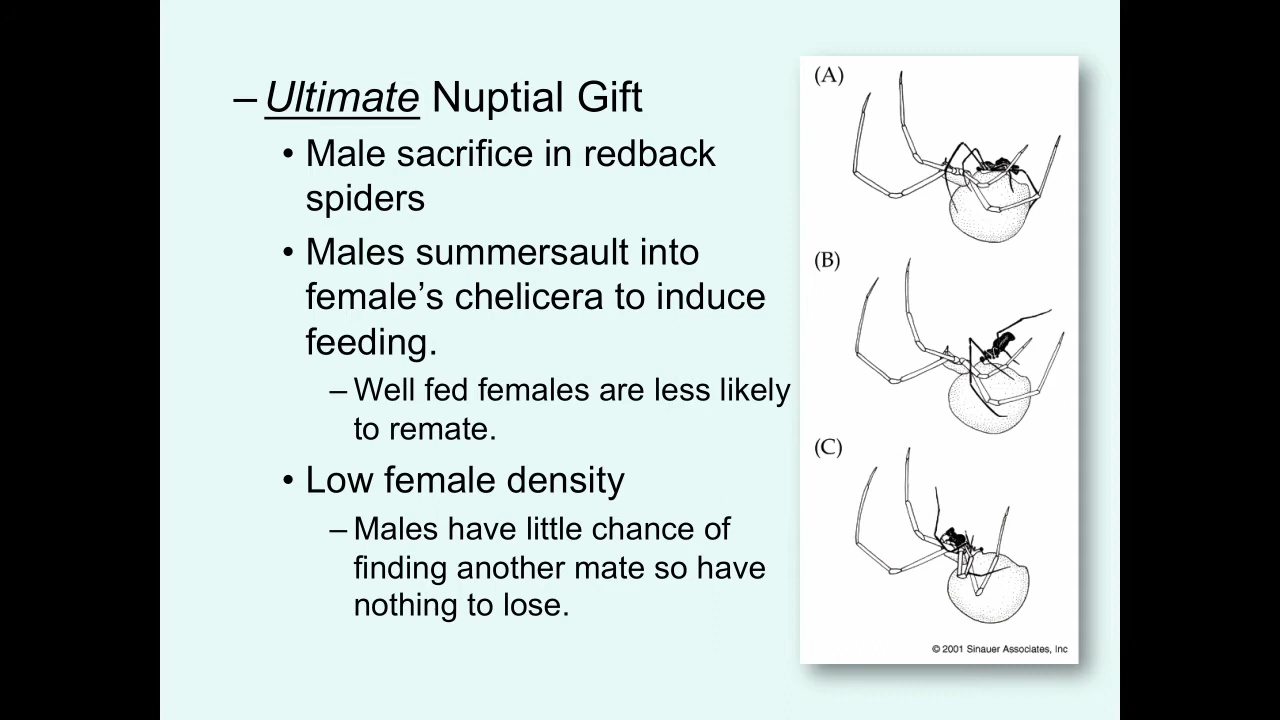 – Ultimate Nuptial Gift
• Male sacrifice in redback
spiders
• Males summersault into
female’s chelicera to induce
feeding.
– Well fed females are less likely
to remate.
• Low female density
– Males have little chance of
finding another mate so have
nothing to lose.
(A)
(B)
(C)
© 2001 Sinauer Associates, Inc